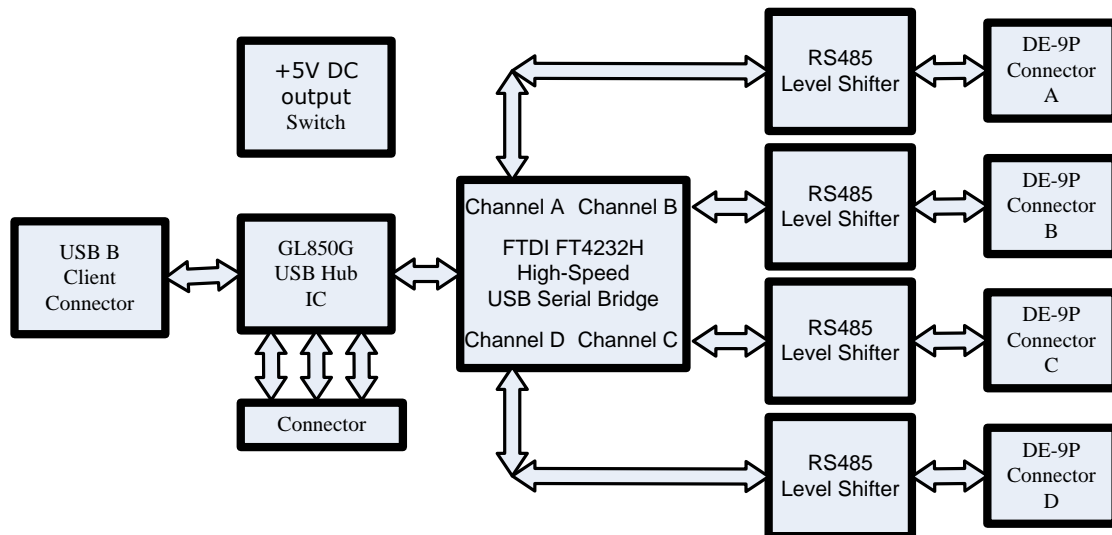 +5V DC
output
Switch
USB B
Client
Connector
GL850G
USB Hub
IC
Connector
Channel A Channel B
FTDI FT4232H
High-Speed
USB Serial Bridge
Channel D Channel C
RS485
Level Shifter
DE-9P
Connector
A
RS485
Level Shifter
DE-9P
Connector
B
RS485
Level Shifter
DE-9P
Connector
C
RS485
Level Shifter
DE-9P
Connector
D